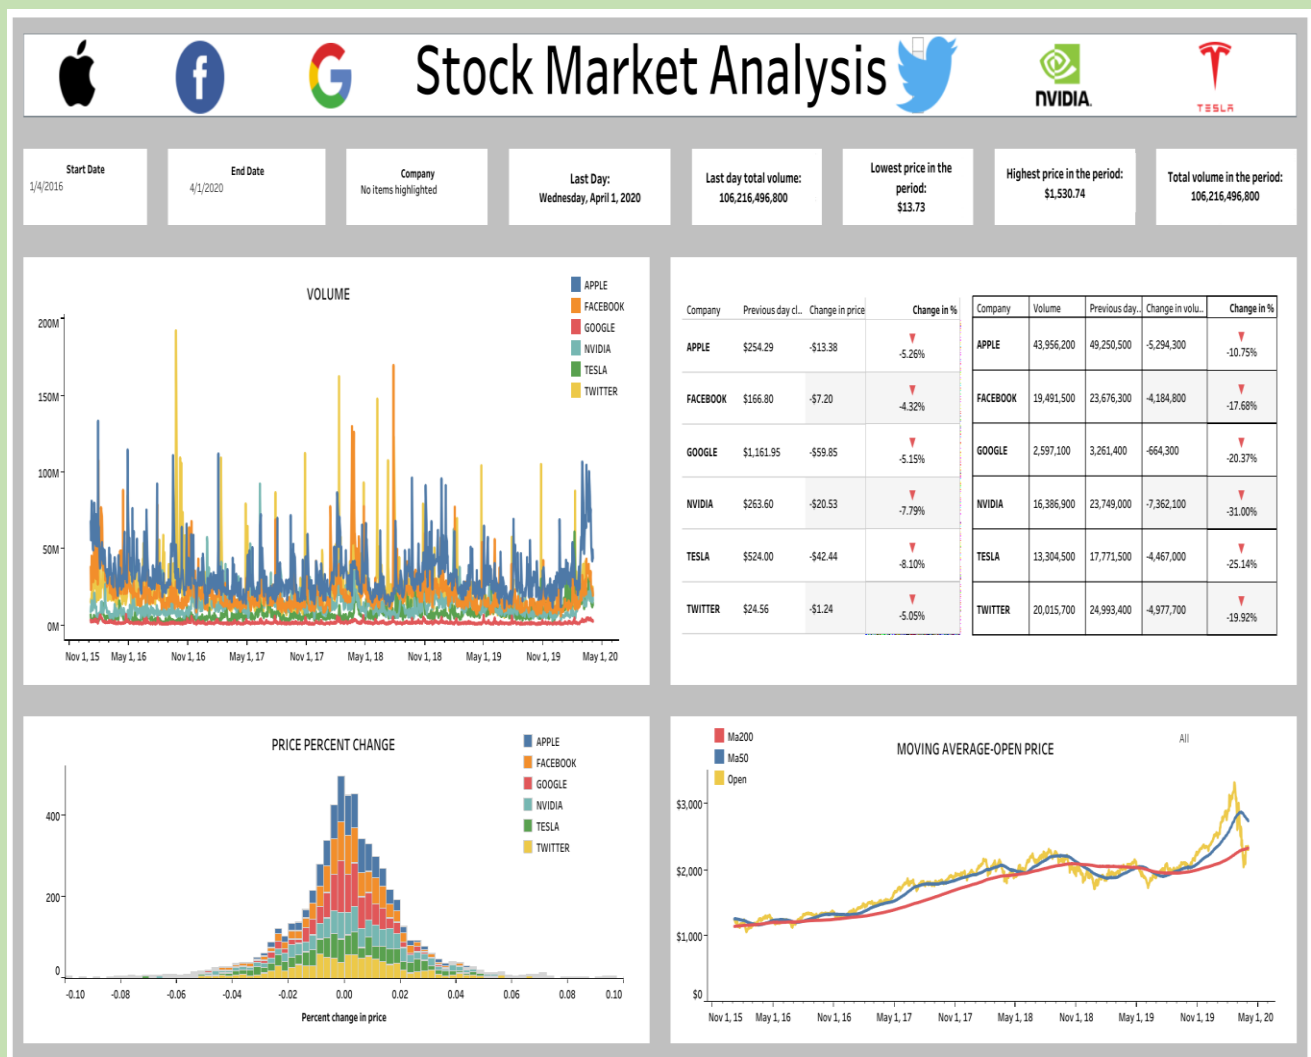 Stock Market Analysis
NVIDIA.
TESLA
Start Date
1/4/2016
End Date
4/1/2020
Company
No items highlighted
Last Day:
Wednesday, April 1, 2020
Last day total volume:
106,216,496,800
Lowest price in the
period:
$13.73
Highest price in the period:
$1,530.74
Total volume in the period:
106,216,496,800
VOLUME
APPLE
FACEBOOK
GOOGLE
NVIDIA
TESLA
TWITTER
200M
150M
100M
50M
0M
Nov 1, 15 May 1, 16 Nov 1, 16 May 1, 17 Nov 1, 17 May 1, 18 Nov 1, 18 May 1, 19 Nov 1, 19 May 1, 20
Company Previous day cl.. Change in price Change in %
APPLE $254.29 -$13.38 -5.26%
FACEBOOK $166.80 -$7.20 -4.32%
GOOGLE $1,161.95 -$59.85 -5.15%
NVIDIA $263.60 -$20.53 -7.79%
TESLA $524.00 -$42.44 -8.10%
TWITTER $24.56 -$1.24 -5.05%
Company Volume Previous day.. Change in volu.. Change in %
APPLE 43,956,200 49,250,500 -5,294,300 -10.75%
FACEBOOK 19,491,500 23,676,300 -4,184,800 -17.68%
GOOGLE 2,597,100 3,261,400 -664,300 -20.37%
NVIDIA 16,386,900 23,749,000 -7,362,100 -31.00%
TESLA 13,304,500 17,771,500 -4,467,000 -25.14%
TWITTER 20,015,700 24,993,400 -4,977,700 -19.92%
PRICE PERCENT CHANGE
APPLE
FACEBOOK
GOOGLE
NVIDIA
TESLA
TWITTER
400
200
0
-0.10 -0.08 -0.06 -0.04 -0.02 0.00 0.02 0.04 0.06 0.08 0.10
Percent change in price
Ma200
Ma50
Open
MOVING AVERAGE-OPEN PRICE
All
$3,000
$2,000
$1,000
$0
Nov 1, 15 May 1, 16 Nov 1, 16 May 1, 17 Nov 1, 17 May 1, 18 Nov 1, 18 May 1, 19 Nov 1, 19 May 1, 20